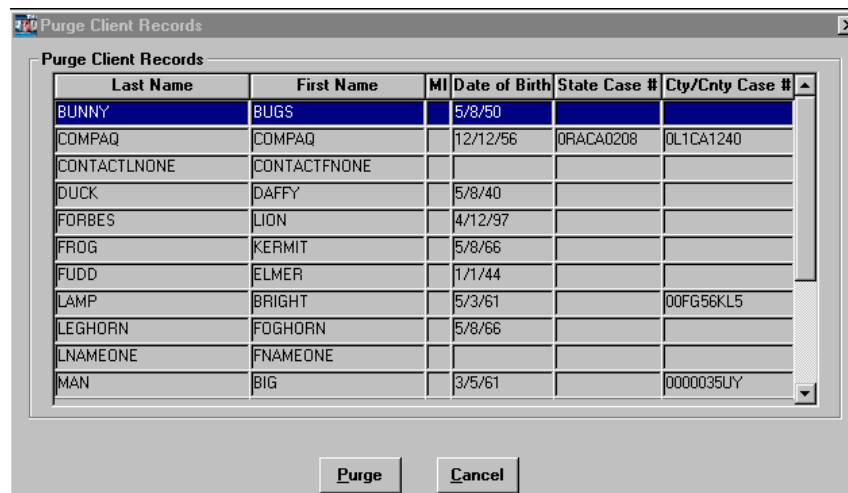 Purge Client Records
Purge Client Records
Last Name First Name MI Date of Birth State Case # Cty/Cnty Case #
BUNNY BUGS 5/8/50
COMPAQ COMPAQ 12/12/56 0RACA0208 0L1CA1240
CONTACTLNONE CONTACTFNONE
DUCK DAFFY 5/8/40
FORBES LION 4/12/97
FROG KERMIT 5/8/66
FUDD ELMER 1/1/44
LAMP BRIGHT 5/3/61 00FG56KL5
LEGHORN FOGHORN 5/8/66
LNAMEONE FNAMEONE
MAN BIG 3/5/61 0000035UY
Purge Cancel